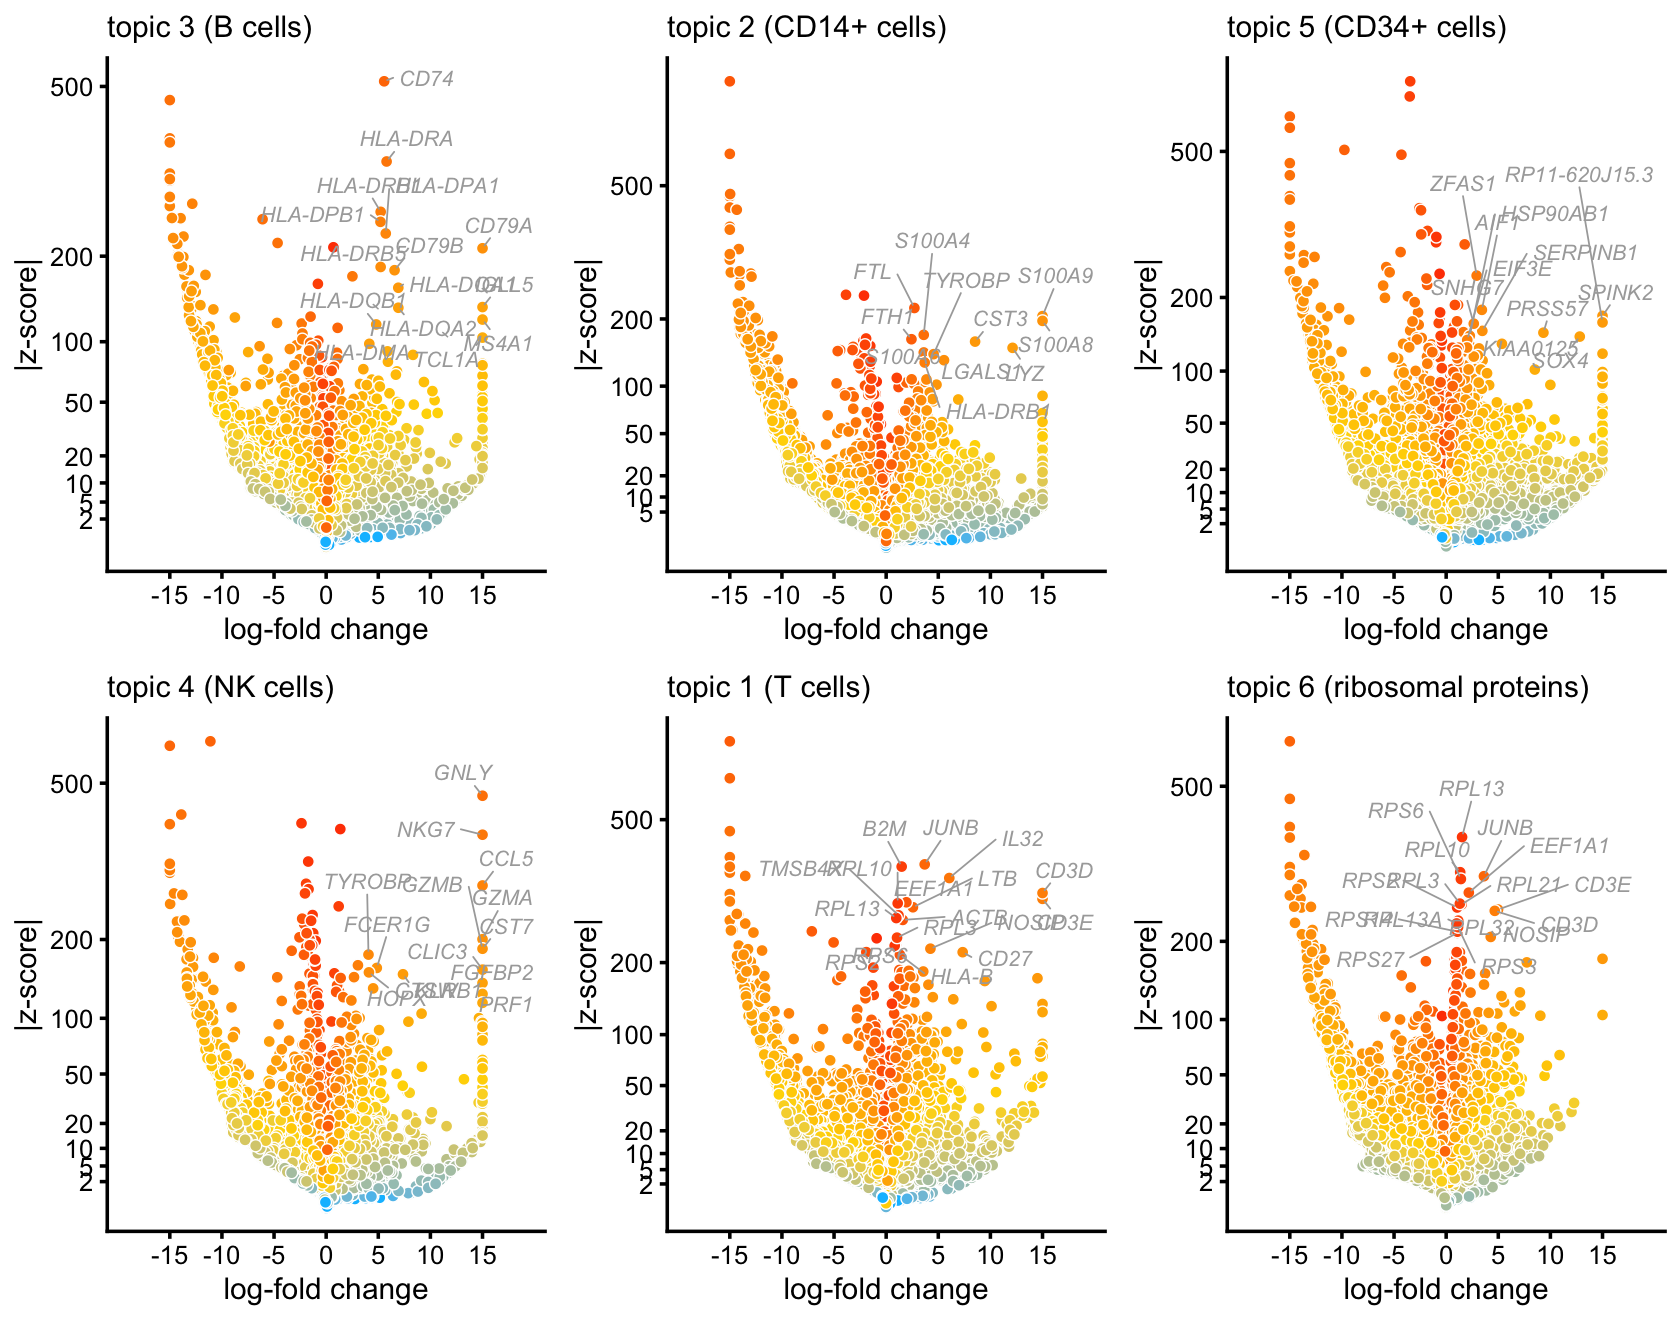 topic 3 (B cells)
|z-score|
500
200
100
50
20
10
5
2
CD74
HLA-DRA
HLA-DRB1
HLA-DPA1
HLA-DPB1
CD79A
HLA-DRB5
CD79B
HLA-DQA1
IGLL5
HLA-DQB1
HLA-DQA2
MS4A1
HLA-DMA
TCL1A
-15 -10 -5 0 5 10 15
log-fold change
topic 2 (CD14+ cells)
|z-score|
500
200
100
50
20
10
5
S100A4
FTL
TYROBP
S100A9
FTH1
CST3
S100A8
LGALS1
LYZ
HLA-DRB1
-15 -10 -5 0 5 10 15
log-fold change
topic 5 (CD34+ cells)
|z-score|
500
200
100
50
20
10
5
2
ZFAS1
RP11-620J15.3
AIF1
HSP90AB1
SERPINB1
EIF3E
SNHG7
SPINK2
PRSS57
KIAA0125
SOX4
-15 -10 -5 0 5 10 15
log-fold change
topic 4 (NK cells)
|z-score|
500
200
100
50
20
10
5
2
GNLY
NKG7
CCL5
TYROBP
GZMB
GZMA
FCER1G
CST7
CLIC3
FGFBP2
HOPX
CTSW
KLRB1
PRF1
-15 -10 -5 0 5 10 15
log-fold change
topic 1 (T cells)
|z-score|
500
200
100
50
20
10
5
2
B2M
JUNB
IL32
TMSB4X
RPL10
CD3D
EEF1A1
LTB
RPL13
ACTB
NOSIP
CD3E
RPL3
RPS2
RPS6
CD27
HLA-B
-15 -10 -5 0 5 10 15
log-fold change
topic 6 (ribosomal proteins)
|z-score|
500
200
100
50
20
10
5
2
RPL13
RPS6
JUNB
RPL10
EEF1A1
RPS2
RPL3
RPL21
CD3E
RPS14
RPL13A
RPL32
CD3D
NOSIP
RPS27
RPS3
-15 -10 -5 0 5 10 15
log-fold change